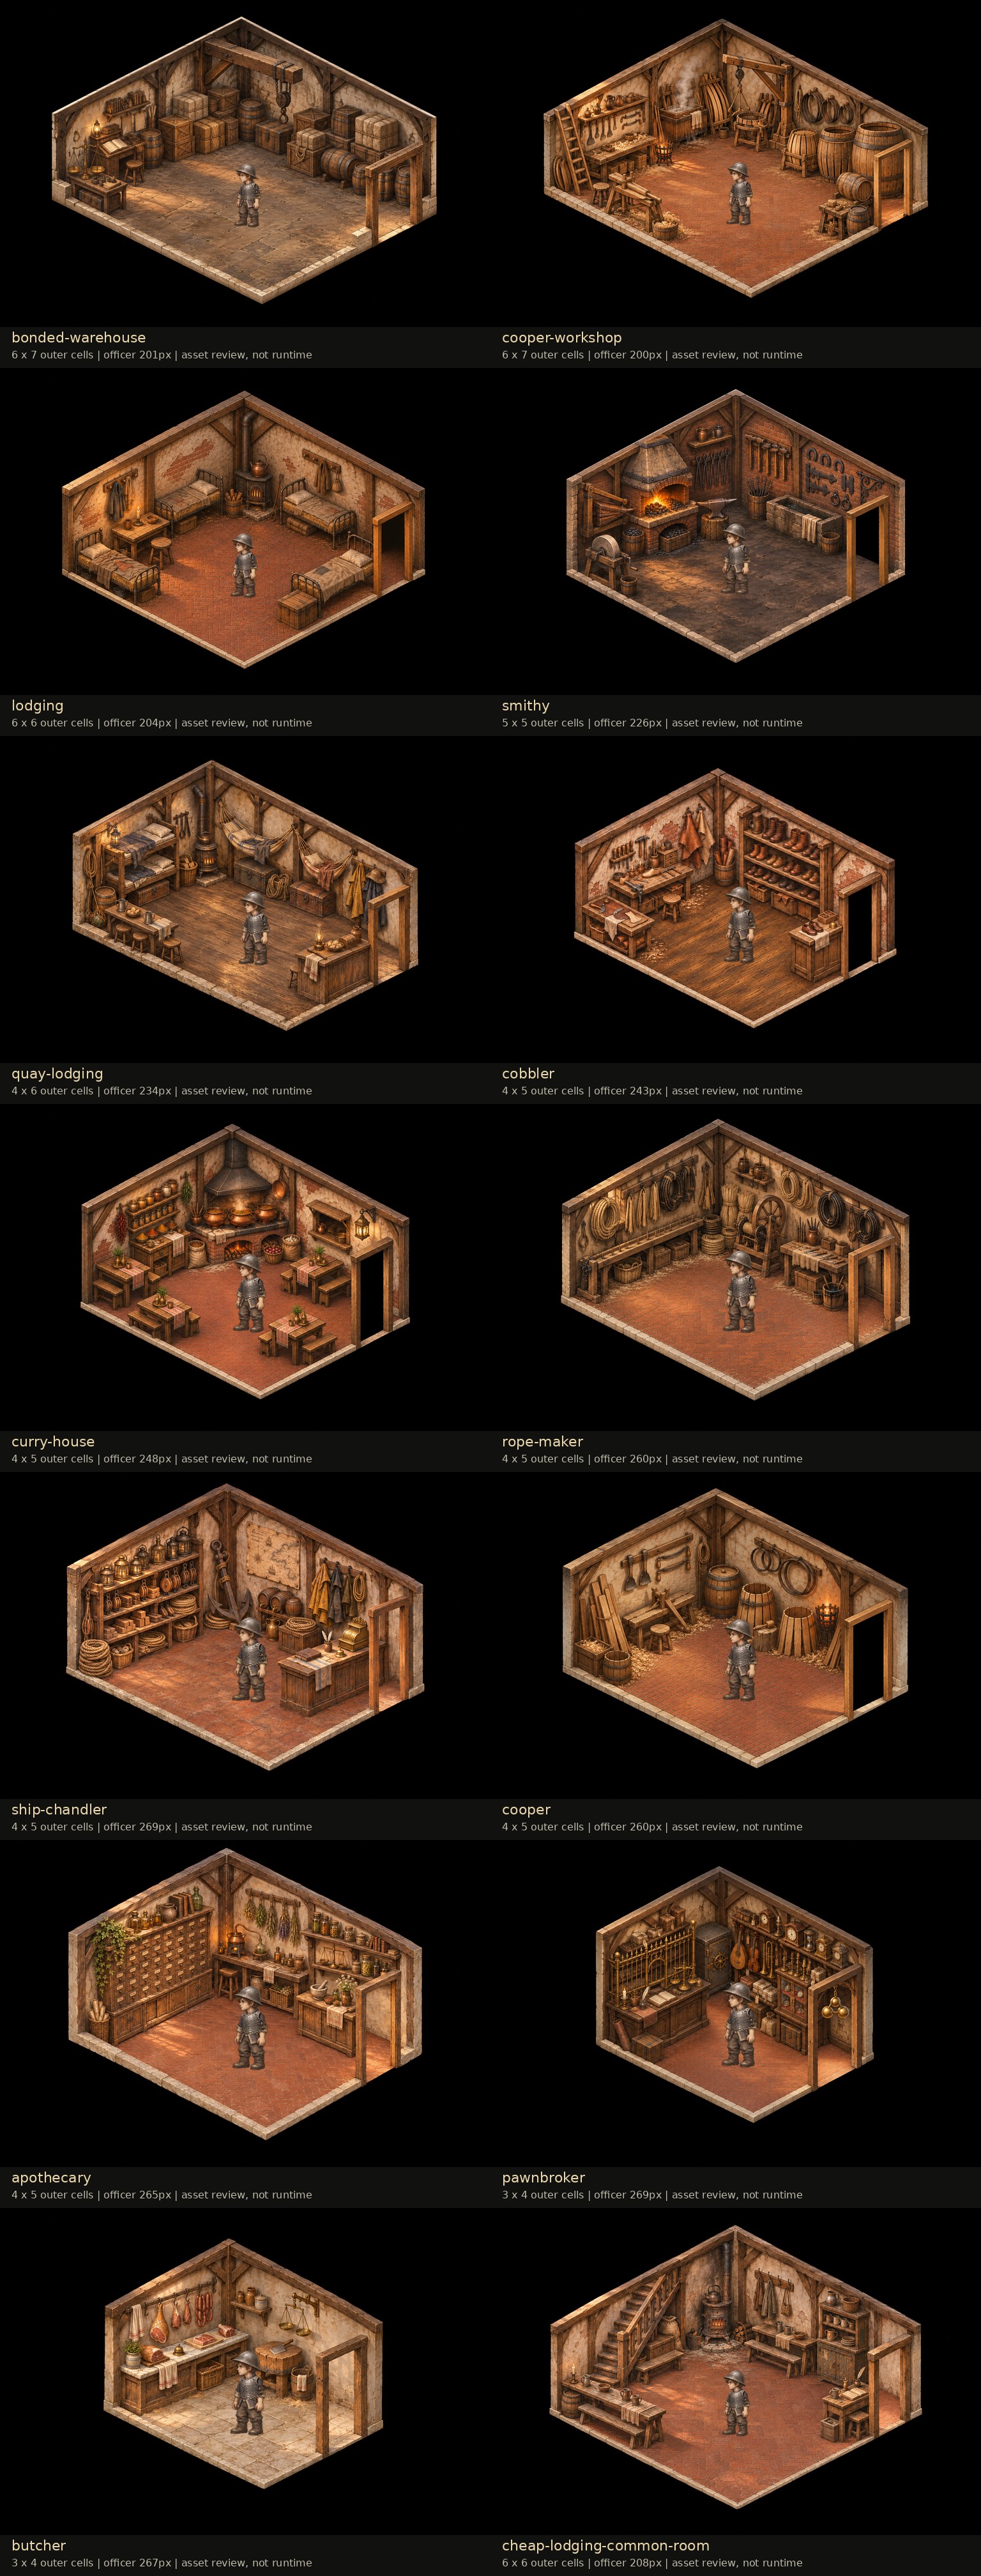 bonded-warehouse
6 x 7 outer cells | officer 201px | asset review, not runtime
cooper-workshop
6 x 7 outer cells | officer 200px | asset review, not runtime
lodging
6 x 6 outer cells | officer 204px | asset review, not runtime
smithy
5 x 5 outer cells | officer 226px | asset review, not runtime
quay-lodging
4 x 6 outer cells | officer 234px | asset review, not runtime
cobbler
4 x 5 outer cells | officer 243px | asset review, not runtime
curry-house
4 x 5 outer cells | officer 248px | asset review, not runtime
rope-maker
4 x 5 outer cells | officer 260px | asset review, not runtime
ship-chandler
4 x 5 outer cells | officer 269px | asset review, not runtime
cooper
4 x 5 outer cells | officer 260px | asset review, not runtime
apothecary
4 x 5 outer cells | officer 265px | asset review, not runtime
pawnbroker
3 x 4 outer cells | officer 269px | asset review, not runtime
butcher
3 x 4 outer cells | officer 267px | asset review, not runtime
cheap-lodging-common-room
6 x 6 outer cells | officer 208px | asset review, not runtime